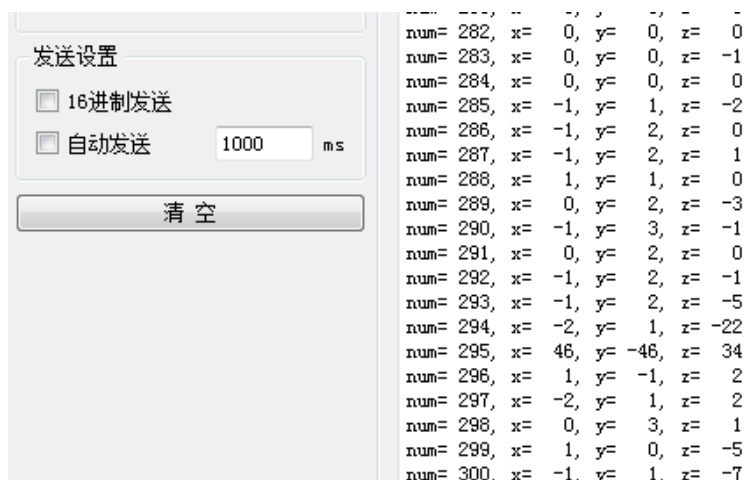 发送设置
16进制发送
自动发送 1000 ms
清 空
num= 282, x= 0, y= 0, z= 0
num= 283, x= 0, y= 0, z= -1
num= 284, x= 0, y= 0, z= 0
num= 285, x= -1, y= 1, z= -2
num= 286, x= -1, y= 2, z= 0
num= 287, x= -1, y= 2, z= 1
num= 288, x= 1, y= 1, z= 0
num= 289, x= 0, y= 2, z= -3
num= 290, x= -1, y= 3, z= -1
num= 291, x= 0, y= 2, z= 0
num= 292, x= -1, y= 2, z= -1
num= 293, x= -1, y= 2, z= -5
num= 294, x= -2, y= 1, z= -22
num= 295, x= 46, y= -46, z= 34
num= 296, x= 1, y= -1, z= 2
num= 297, x= -2, y= 1, z= 2
num= 298, x= 0, y= 3, z= 1
num= 299, x= 1, y= 0, z= -5
num= 300, x= -1, y= 1, z= -7